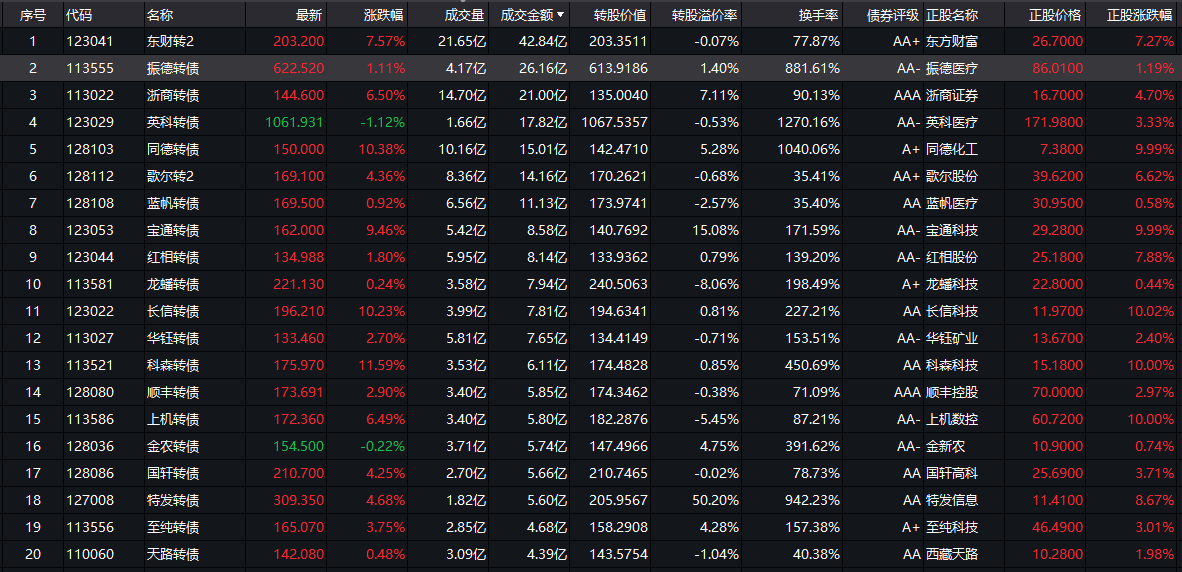 序号 代码 名称 最新 涨跌幅 成交量 成交金额▼ 转股价值 转股溢价率 换手率 债券评级 正股名称 正股价格 正股涨跌幅
1 123041 东财转2 203.200 7.57% 21.65亿 42.84亿 203.3511 -0.07% 77.87% AA+ 东方财富 26.7000 7.27%
2 113555 振德转债 622.520 1.11% 4.17亿 26.16亿 613.9186 1.40% 881.61% AA- 振德医疗 86.0100 1.19%
3 113022 浙商转债 144.600 6.50% 14.70亿 21.00亿 135.0040 7.11% 90.13% AAA 浙商证券 16.7000 4.70%
4 123029 英科转债 1061.931 -1.12% 1.66亿 17.82亿 1067.5357 -0.53% 1270.16% AA- 英科医疗 171.9800 3.33%
5 128103 同德转债 150.000 10.38% 10.16亿 15.01亿 142.4710 5.28% 1040.06% A+ 同德化工 7.3800 9.99%
6 128112 歌尔转2 169.100 4.36% 8.36亿 14.16亿 170.2621 -0.68% 35.41% AA+ 歌尔股份 39.6200 6.62%
7 128108 蓝帆转债 169.500 0.92% 6.56亿 11.13亿 173.9741 -2.57% 35.40% AA 蓝帆医疗 30.9500 0.58%
8 123053 宝通转债 162.000 9.46% 5.42亿 8.58亿 140.7692 15.08% 171.59% AA- 宝通科技 29.2800 9.99%
9 123044 红相转债 134.988 1.80% 5.95亿 8.14亿 133.9362 0.79% 139.20% AA- 红相股份 25.1800 7.88%
10 113581 龙蟠转债 221.130 0.24% 3.58亿 7.94亿 240.5063 -8.06% 198.49% A+ 龙蟠科技 22.8000 0.44%
11 123022 长信转债 196.210 10.23% 3.99亿 7.81亿 194.6341 0.81% 227.21% AA 长信科技 11.9700 10.02%
12 113027 华钰转债 133.460 2.70% 5.81亿 7.65亿 134.4149 -0.71% 153.51% AA- 华钰矿业 13.6700 2.40%
13 113521 科森转债 175.970 11.59% 3.53亿 6.11亿 174.4828 0.85% 450.69% AA 科森科技 15.1800 10.00%
14 128080 顺丰转债 173.691 2.90% 3.40亿 5.85亿 174.3462 -0.38% 71.09% AAA 顺丰控股 70.0000 2.97%
15 113586 上机转债 172.360 6.49% 3.40亿 5.80亿 182.2876 -5.45% 87.21% AA- 上机数控 60.7200 10.00%
16 128036 金农转债 154.500 -0.22% 3.71亿 5.74亿 147.4966 4.75% 391.62% AA- 金新农 10.9000 0.74%
17 128086 国轩转债 210.700 4.25% 2.70亿 5.66亿 210.7465 -0.02% 78.73% AA 国轩高科 25.6900 3.71%
18 127008 特发转债 309.350 4.68% 1.82亿 5.60亿 205.9567 50.20% 942.23% AA 特发信息 11.4100 8.67%
19 113556 至纯转债 165.070 3.75% 2.85亿 4.68亿 158.2908 4.28% 157.38% A+ 至纯科技 46.4900 3.01%
20 110060 天路转债 142.080 0.48% 3.09亿 4.39亿 143.5754 -1.04% 40.38% AA 西藏天路 10.2800 1.98%